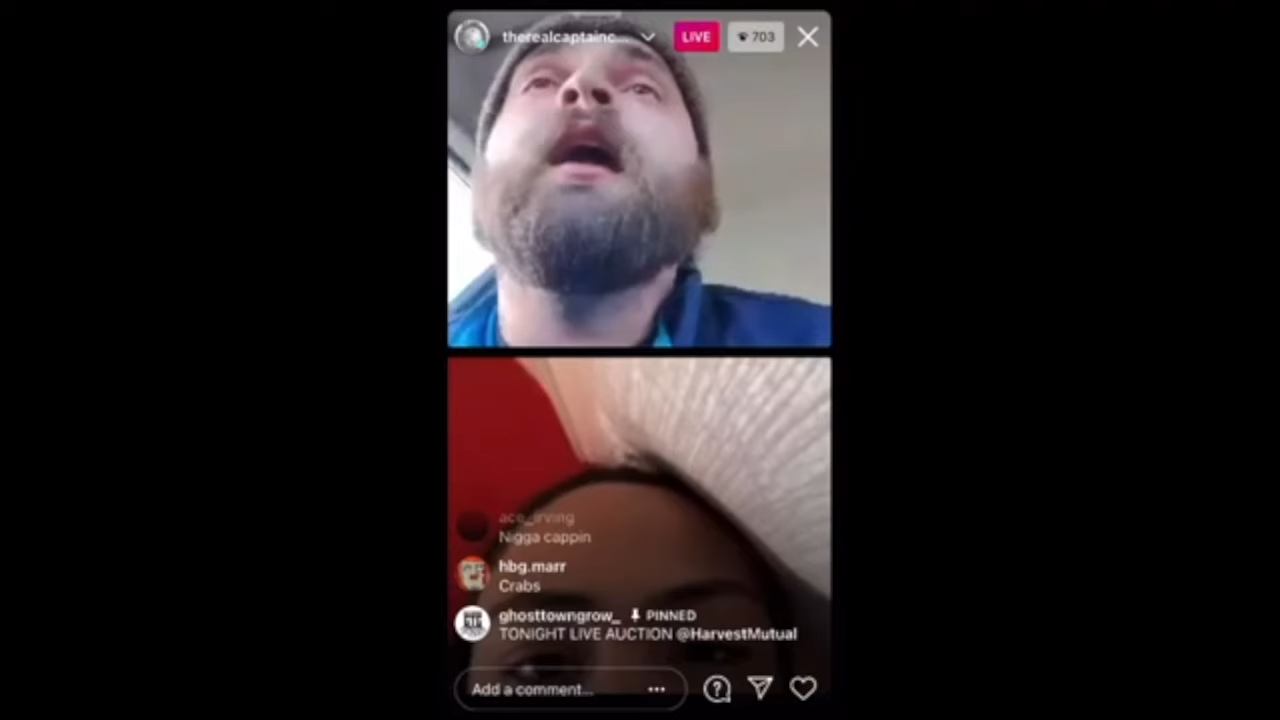 therealcaptainc...
LIVE
703
ace_irving
Nigga cappin
hbg.marr
Crabs
ghosttowngrow_ PINNED
TONIGHT LIVE AUCTION @HarvestMutual
Add a comment...